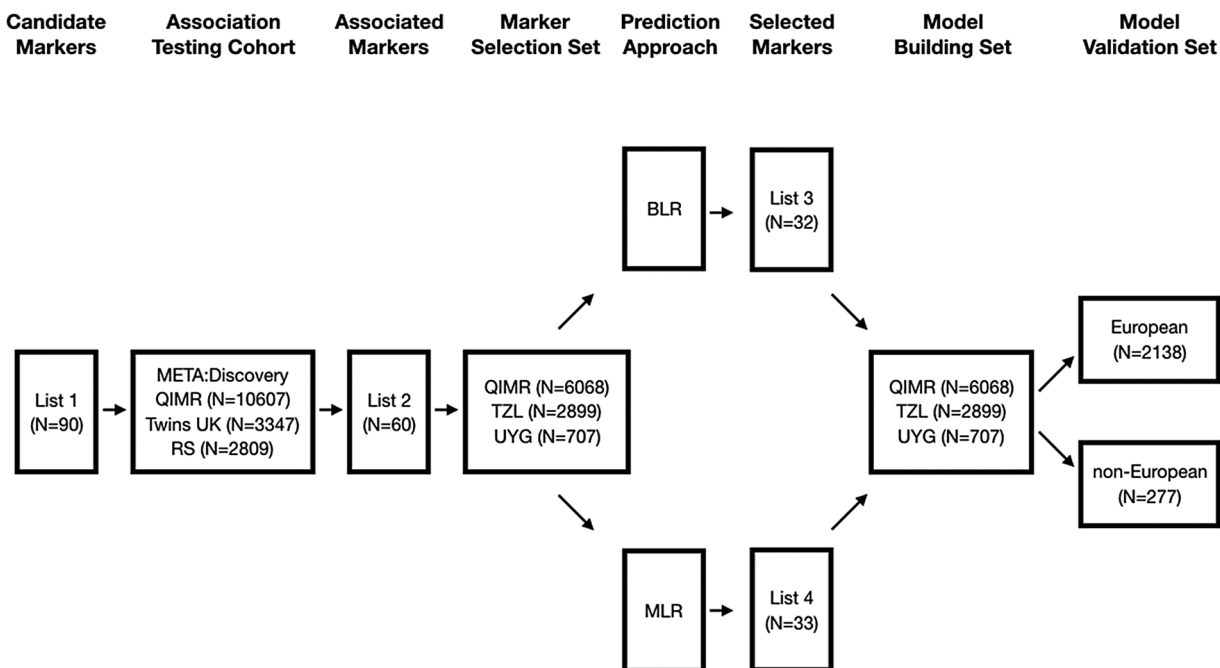 Candidate
Markers
Association
Testing Cohort
Associated
Markers
Marker
Selection Set
Prediction
Approach
Selected
Markers
Model
Building Set
Model
Validation Set
List 1
(N=90)
META:Discovery
QIMR (N=10607)
Twins UK (N=3347)
RS (N=2809)
List 2
(N=60)
QIMR (N=6068)
TZL (N=2899)
UYG (N=707)
BLR
List 3
(N=32)
MLR
List 4
(N=33)
QIMR (N=6068)
TZL (N=2899)
UYG (N=707)
European
(N=2138)
non-European
(N=277)